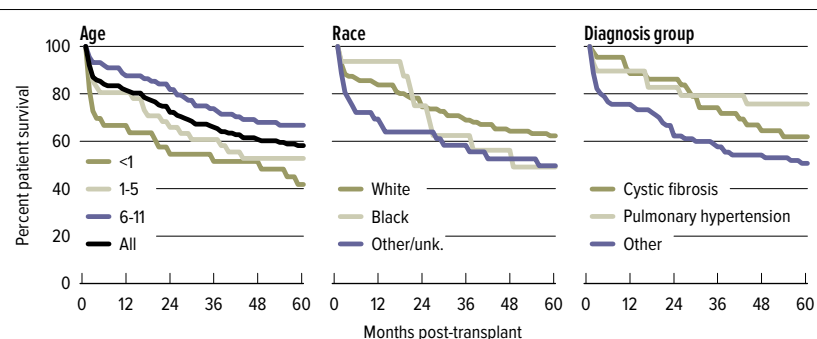 Age
Race
Diagnosis group
Percent patient survival
100
80
60
40
20
0
<1
1-5
6-11
All
White
Black
Other/unk.
Cystic fibrosis
Pulmonary hypertension
Other
0 12 24 36 48 60
0 12 24 36 48 60
0 12 24 36 48 60
Months post-transplant